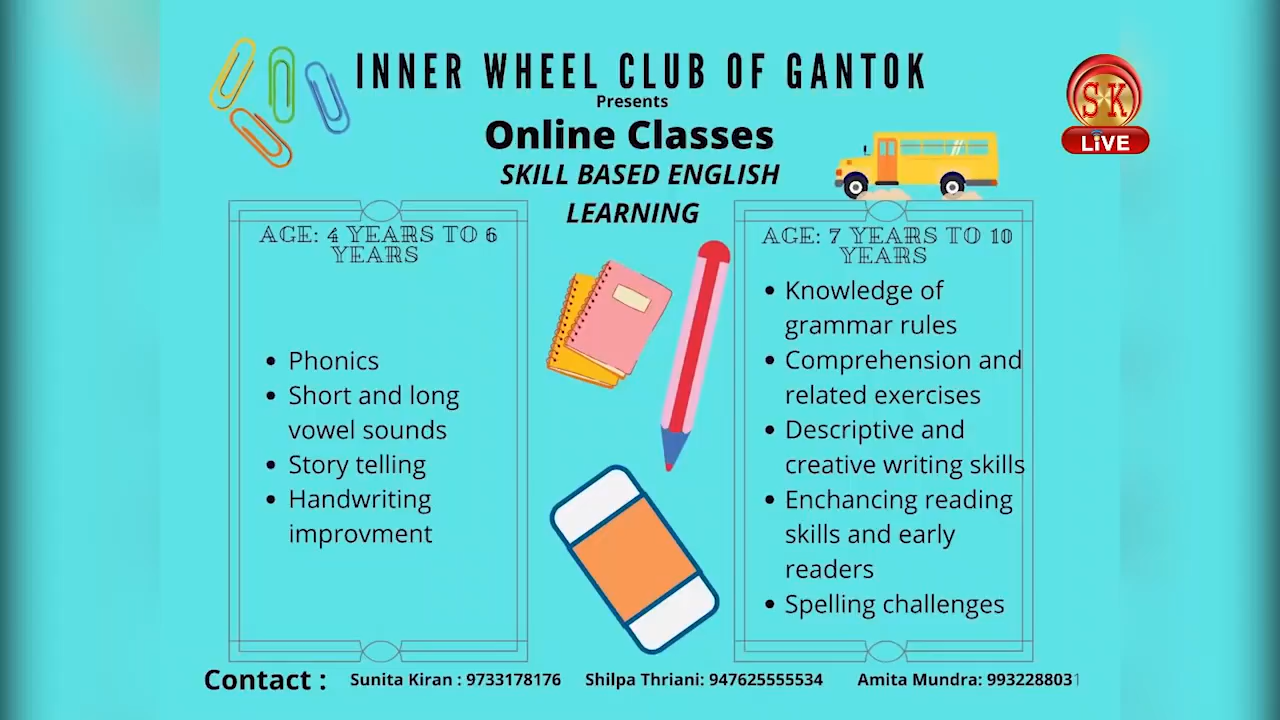 INNER WHEEL CLUB OF GANTOK
Presents
Online Classes
SKILL BASED ENGLISH
LEARNING
SK
LiVE
AGE: 4 YEARS TO 6
YEARS
• Phonics
• Short and long
vowel sounds
• Story telling
• Handwriting
improvment
AGE: 7 YEARS TO 10
YEARS
• Knowledge of
grammar rules
• Comprehension and
related exercises
• Descriptive and
creative writing skills
• Enchancing reading
skills and early
readers
• Spelling challenges
Contact : Sunita Kiran : 9733178176 Shilpa Thriani: 947625555534 Amita Mundra: 9932288031